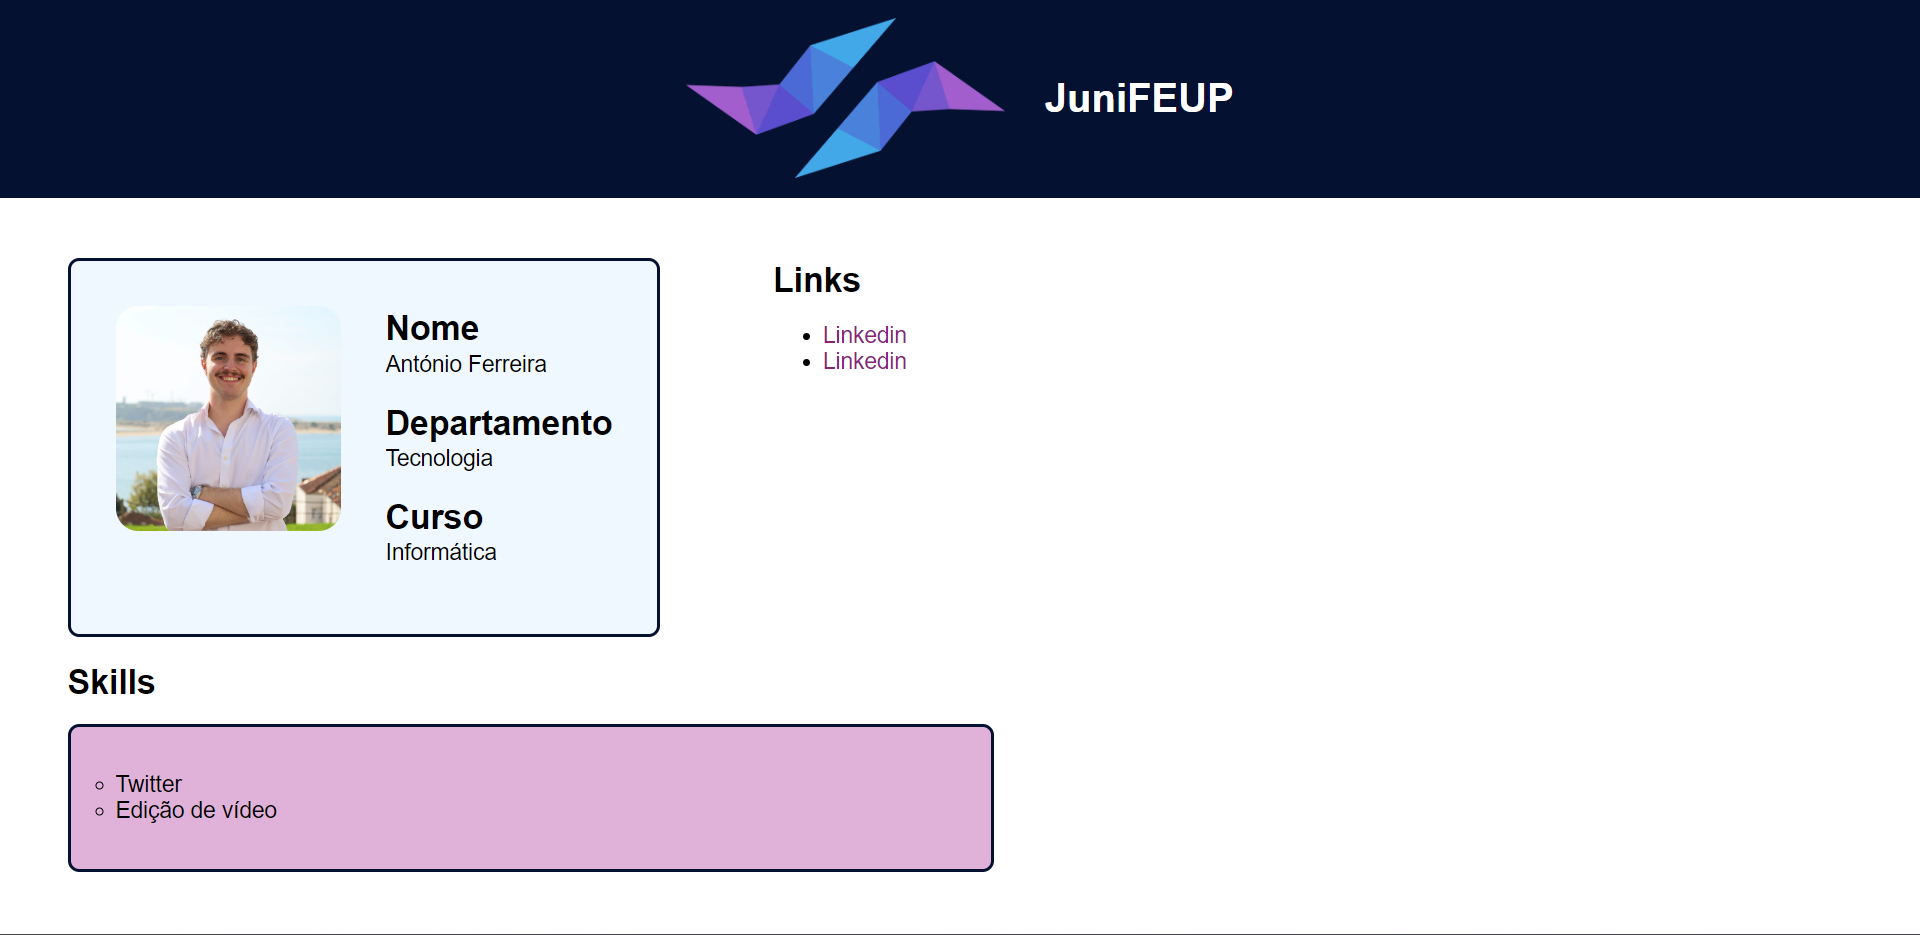 JuniFEUP
Nome
António Ferreira
Departamento
Tecnologia
Curso
Informática
Links
Linkedin
Linkedin
Skills
Twitter
Edição de vídeo